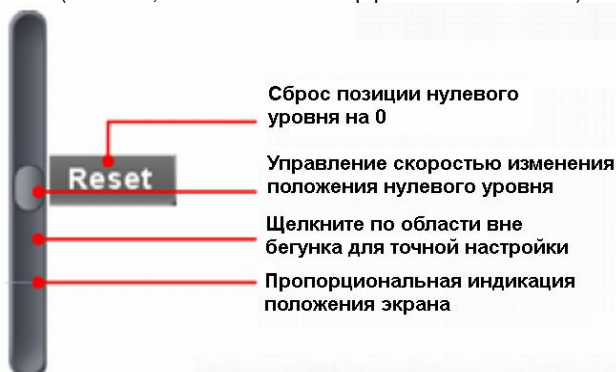 Сброс позиции нулевого
уровня на 0
Reset
Управление скоростью изменения
положения нулевого уровня
Щелкните по области вне
бегунка для точной настройки
Пропорциональная индикация
положения экрана